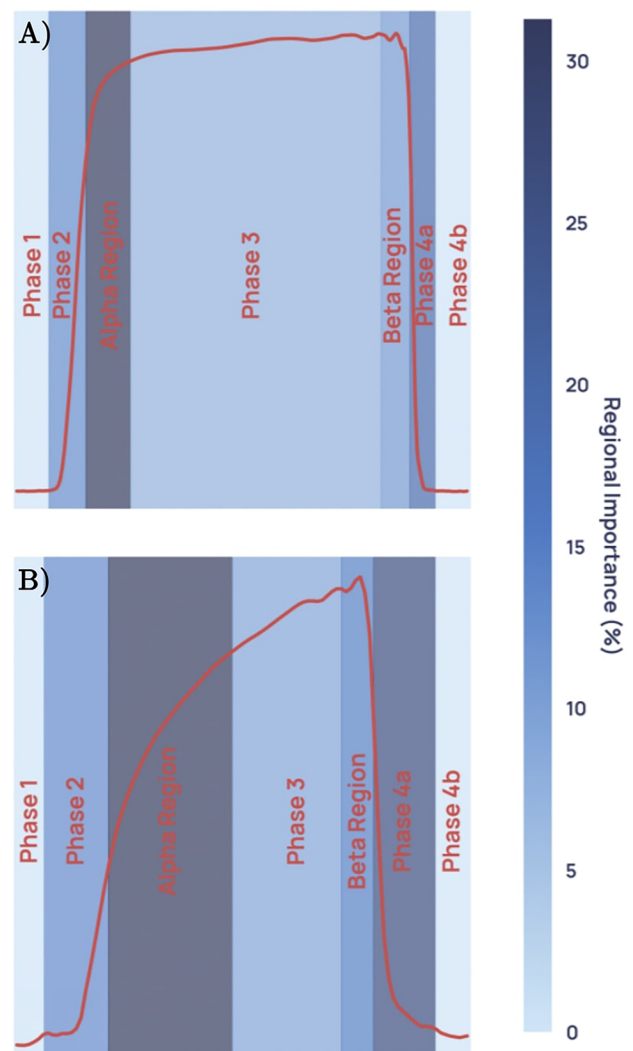 A)
Phase 1
Phase 2
Alpha Region
Phase 3
Beta Region
Phase 4a
Phase 4b
B)
Phase 1
Phase 2
Alpha Region
Phase 3
Beta Region
Phase 4a
Phase 4b
30
25
20
15
10
5
0
Regional Importance (%)